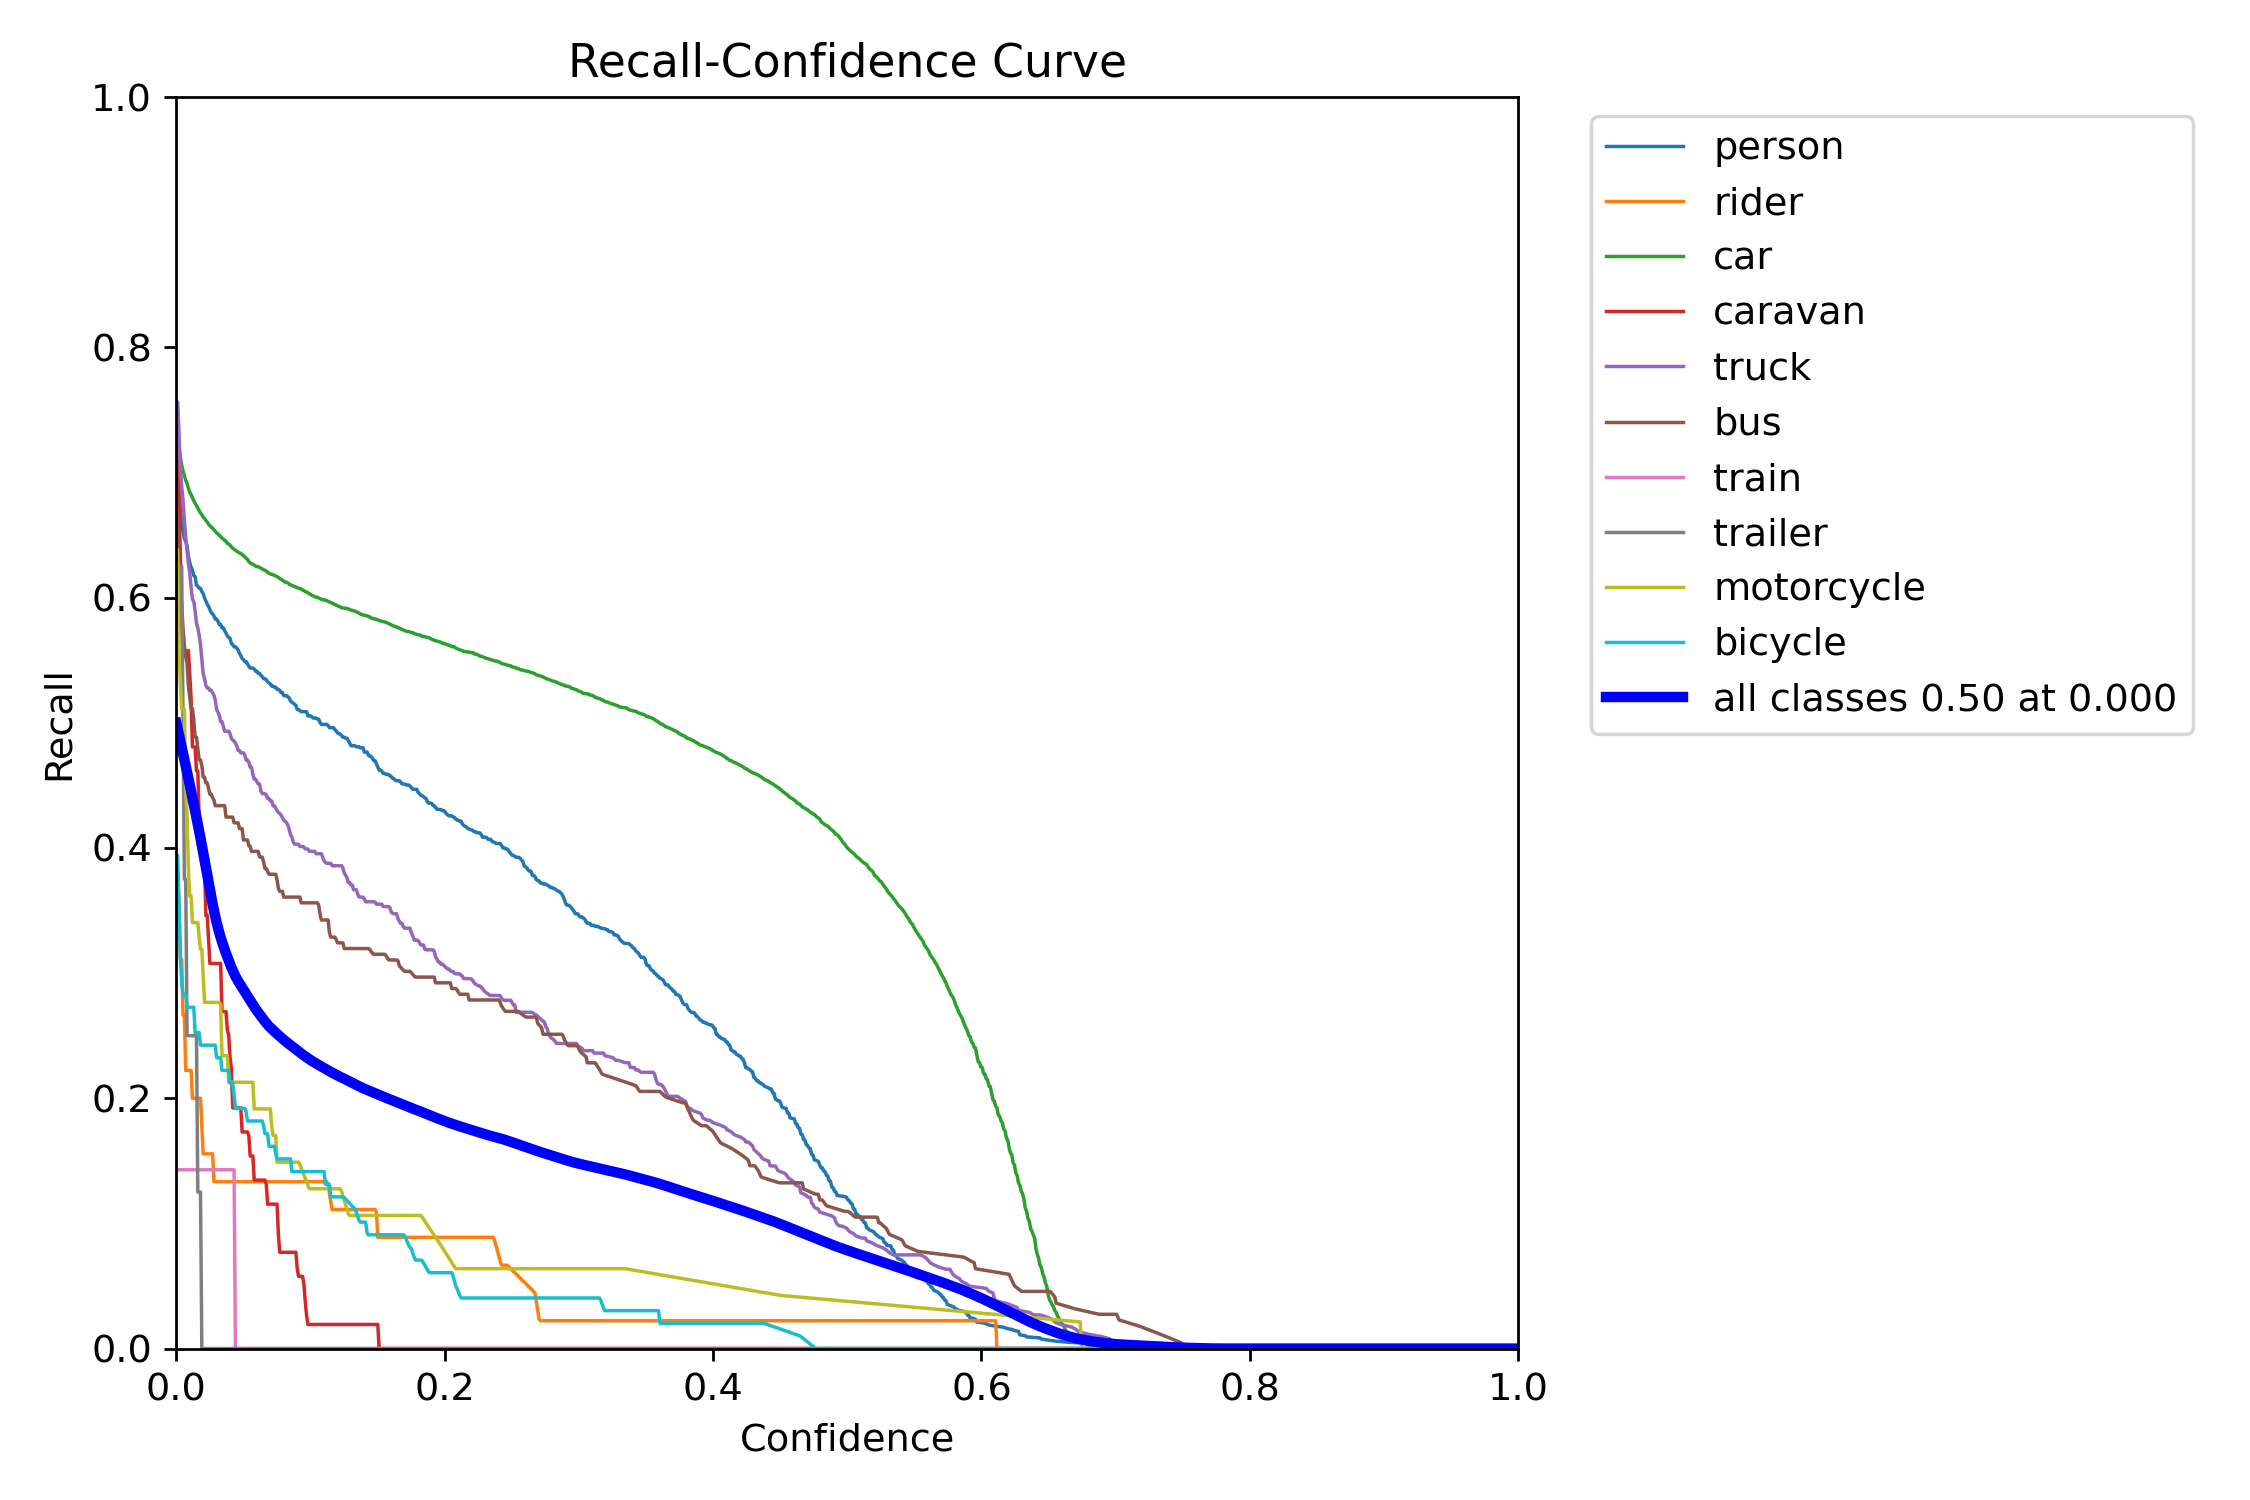 Recall-Confidence Curve
1.0
0.8
0.6
0.4
0.2
0.0
Recall
0.0 0.2 0.4 0.6 0.8 1.0
Confidence
person
rider
car
caravan
truck
bus
train
trailer
motorcycle
bicycle
all classes 0.50 at 0.000